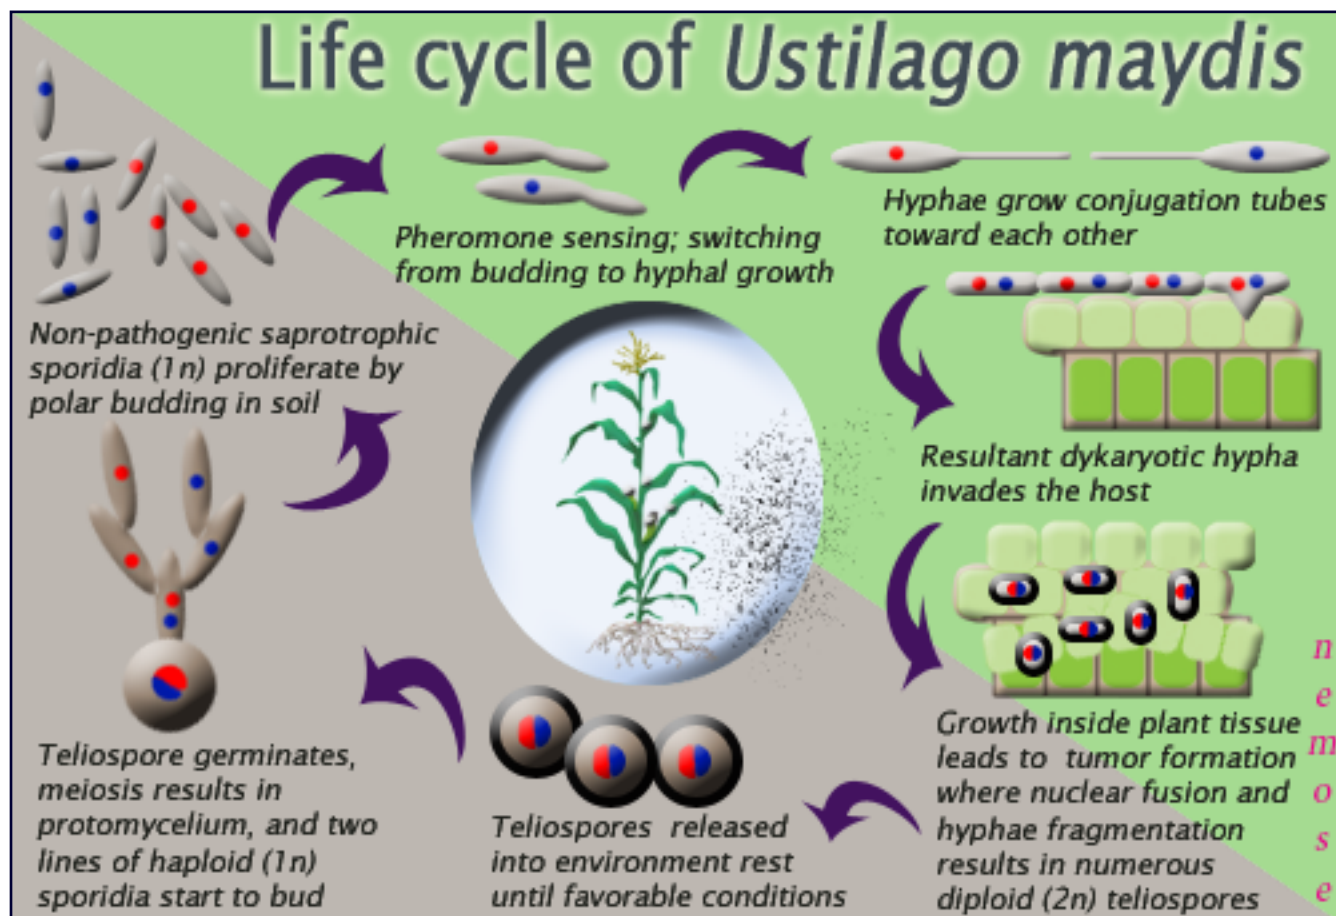 Life cycle of Ustilago maydis
Non-pathogenic saprotrophic
sporidia (1n) proliferate by
polar budding in soil
Pheromone sensing; switching
from budding to hyphal growth
Hyphae grow conjugation tubes
toward each other
Resultant dykaryotic hypha
invades the host
Growth inside plant tissue
leads to tumor formation
where nuclear fusion and
hyphae fragmentation
results in numerous
diploid (2n) teliospores
Teliospores released
into environment rest
until favorable conditions
Teliospore germinates,
meiosis results in
protomycelium, and two
lines of haploid (1n)
sporidia start to bud
nemose